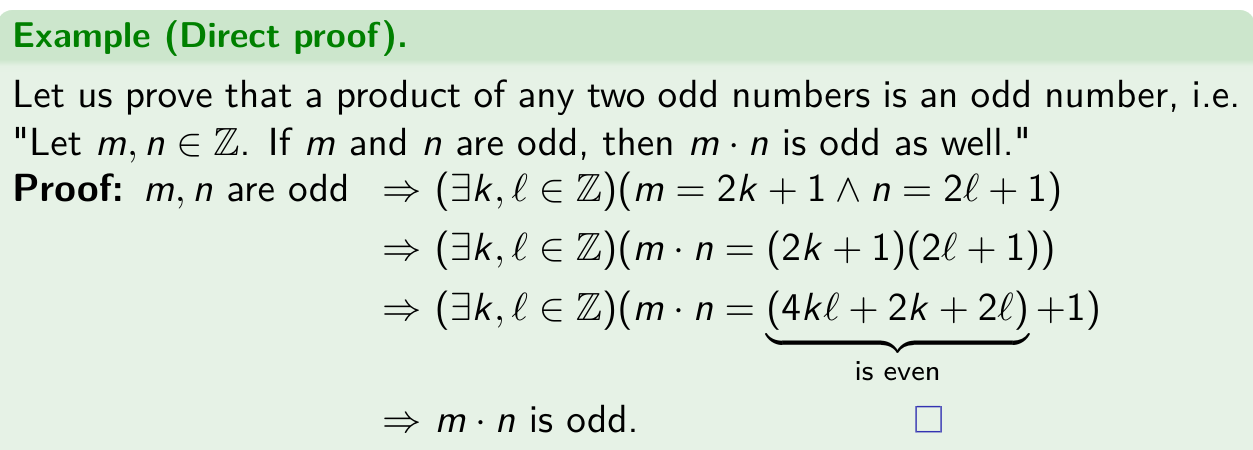 Example (Direct proof).
Let us prove that a product of any two odd numbers is an odd number, i.e.
"Let m, n ∈ ℤ. If m and n are odd, then m · n is odd as well."
Proof: m, n are odd ⇒ (∃k, ℓ ∈ ℤ)(m = 2k + 1 ∧ n = 2ℓ + 1)
⇒ (∃k, ℓ ∈ ℤ)(m · n = (2k + 1)(2ℓ + 1))
⇒ (∃k, ℓ ∈ ℤ)(m · n = (4kℓ + 2k + 2ℓ) +1)
is even
⇒ m · n is odd. □